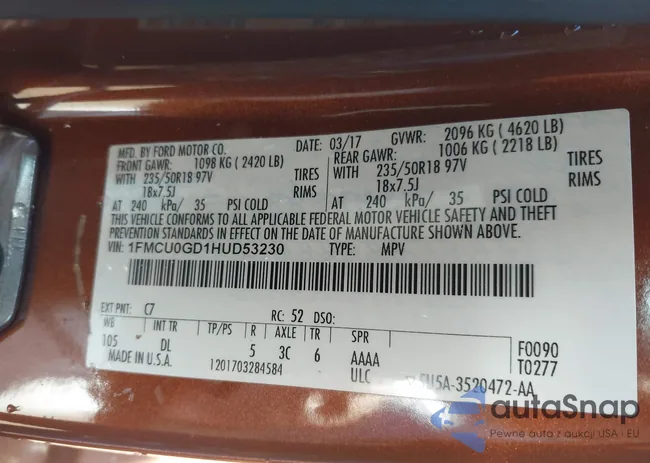 MFD. BY FORD MOTOR CO. DATE: 03/17 GVWR: 2096 KG ( 4620 LB)
FRONT GAWR: 1098 KG ( 2420 LB) REAR GAWR: 1006 KG ( 2218 LB)
WITH 235/50R18 97V TIRES WITH 235/50R18 97V TIRES
18x7.5J RIMS 18x7.5J RIMS
AT 240 kPa/ 35 PSI COLD AT 240 kPa/ 35 PSI COLD
THIS VEHICLE CONFORMS TO ALL APPLICABLE FEDERAL MOTOR VEHICLE SAFETY AND THEFT
PREVENTION STANDARDS IN EFFECT ON THE DATE OF MANUFACTURE SHOWN ABOVE.
VIN: 1FMCU0GD1HUD53230 TYPE: MPV
EXT PNT: C7 RC: 52 DSO:
WB INT TR TP/PS R AXLE TR SPR
105 DL 5 3C 6 AAAA F0090
MADE IN U.S.A. 1201703284584 ULC T0277
5A-3520472-AA
autaSnap
Pewne auta z aukcji USA i EU